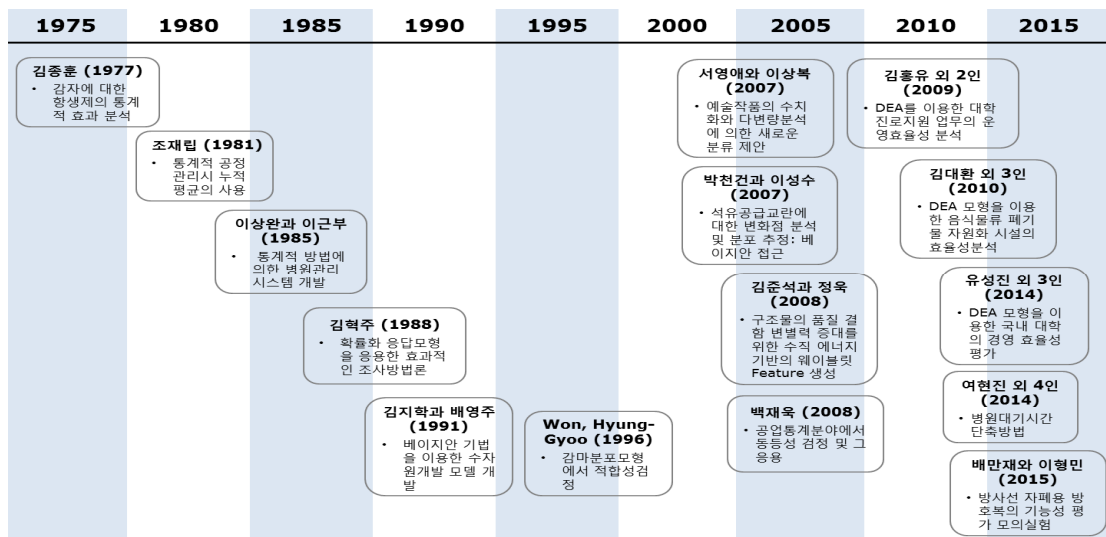 1975 1980 1985 1990 1995 2000 2005 2010 2015
김종훈 (1977)
• 감자에 대한
항생제의 통계
적 효과 분석
조재립 (1981)
• 통계적 공정
관리시 누적
평균의 사용
이상완과 이근부
(1985)
• 통계적 방법에
의한 병원관리
시스템 개발
김혁주 (1988)
• 확률화 응답모형
을 응용한 효과적
인 조사방법론
김지학과 배영주
(1991)
• 베이지안 기법
을 이용한 수자
원개발 모델 개
발
Won, Hyung-
Gyoo (1996)
• 감마분포모형
에서 적합성검
정
서영애와 이상복
(2007)
• 예술작품의 수치
화와 다변량분석
에 의한 새로운
분류 제안
박천건과 이성수
(2007)
• 석유공급교란에
대한 변화점 분석
및 분포 추정: 베
이지안 접근
김준석과 정욱
(2008)
• 구조물의 품질 결
함 변별력 증대를
위한 수직 에너지
기반의 웨이블릿
Feature 생성
백재욱 (2008)
• 공업통계분야에서
동등성 검정 및 그
응용
김홍유 외 2인
(2009)
• DEA를 이용한 대학
진로지원 업무의 운
영효율성 분석
김대환 외 3인
(2010)
• DEA 모형을 이용
한 음식물류 폐기
물 자원화 시설의
효율성분석
유성진 외 3인
(2014)
• DEA 모형을 이
용한 국내 대학
의 경영 효율성
평가
여현진 외 4인
(2014)
• 병원대기시간
단축방법
배만재와 이형민
(2015)
• 방사선 자폐용 방
호복의 기능성 평
가 모의실험